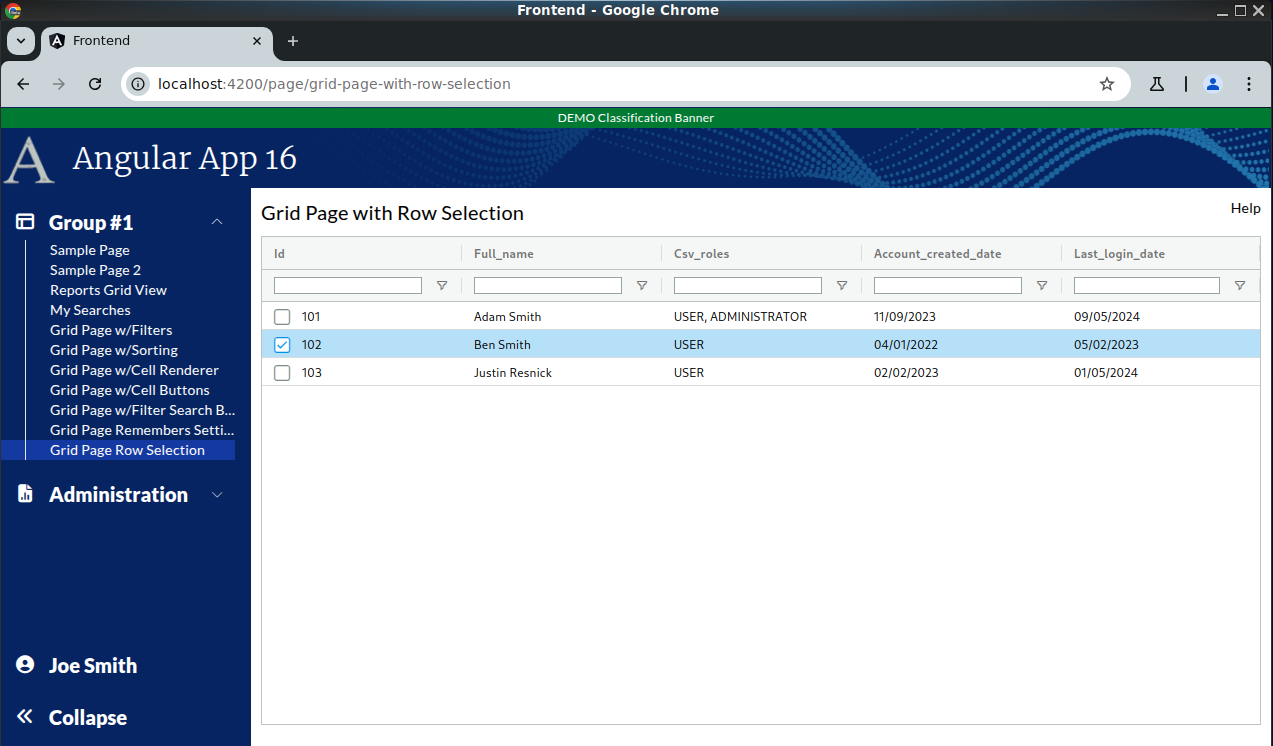 Frontend - Google Chrome
Frontend
localhost:4200/page/grid-page-with-row-selection
DEMO Classification Banner
A Angular App 16
Group #1
Sample Page
Sample Page 2
Reports Grid View
My Searches
Grid Page w/Filters
Grid Page w/Sorting
Grid Page w/Cell Renderer
Grid Page w/Cell Buttons
Grid Page w/Filter Search B...
Grid Page Remembers Setti...
Grid Page Row Selection
Administration
Joe Smith
Collapse
Grid Page with Row Selection
Help
Id Full_name Csv_roles Account_created_date Last_login_date
101 Adam Smith USER, ADMINISTRATOR 11/09/2023 09/05/2024
102 Ben Smith USER 04/01/2022 05/02/2023
103 Justin Resnick USER 02/02/2023 01/05/2024